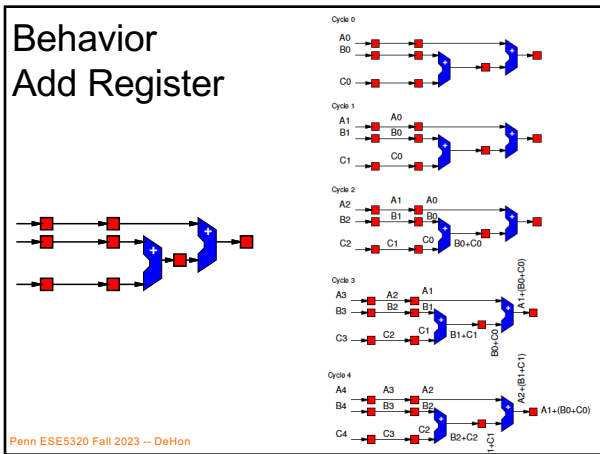 Behavior
Add Register
Cycle 0
A0
B0
+
+
C0
Cycle 1
A1 A0
B1 B0
+
+
C1 C0
Cycle 2
A2 A1 A0
B2 B1 B0
+
+
C2 C1 C0 B0+C0
Cycle 3
A3 A2 A1
B3 B2 B1
+
+
C3 C2 C1 B1+C1
B0+C0
A1+(B0+C0)
Cycle 4
A4 A3 A2
B4 B3 B2
+
+
C4 C3 C2 B2+C2
1+C1
A2+(B1+C1)
A1+(B0+C0)
+
+
Penn ESE5320 Fall 2023 -- DeHon